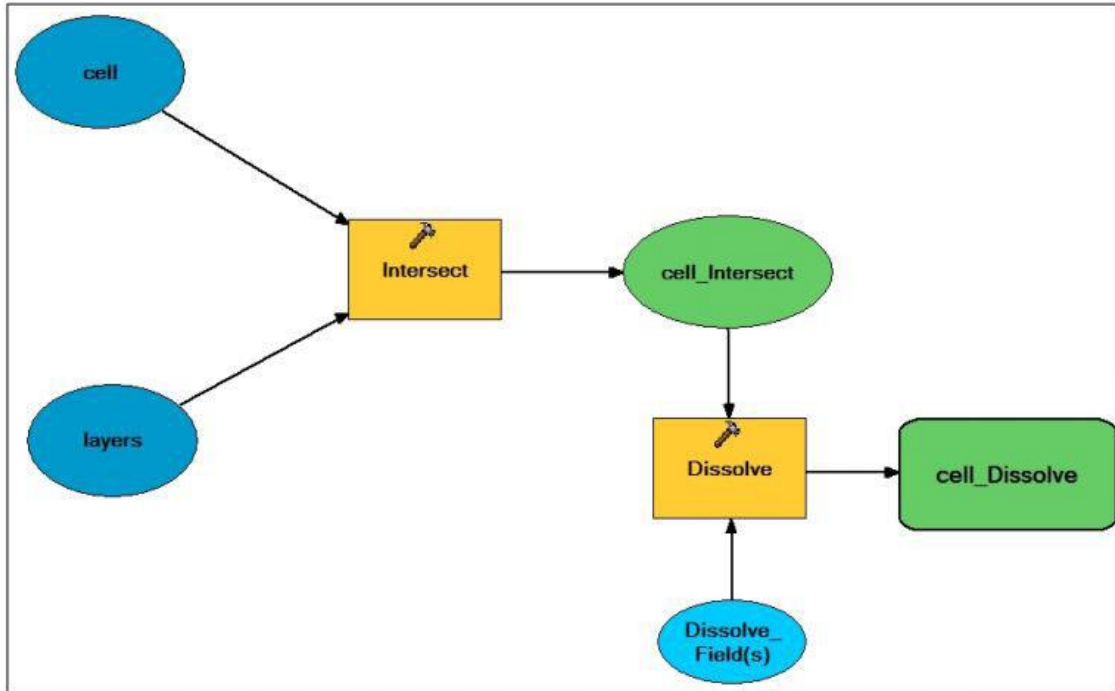 cell
Intersect
cell_Intersect
layers
Dissolve
cell_Dissolve
Dissolve_
Field(s)